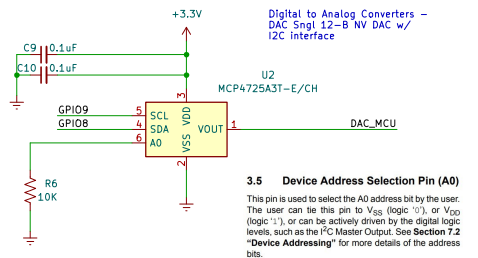 +3.3V
Digital to Analog Converters –
DAC Sngl 12-B NV DAC w/
I2C interface
C9 0.1uF
C10 0.1uF
U2
MCP4725A3T-E/CH
3
VDD
GPIO9 5 SCL
GPIO8 4 SDA
6 A0
VOUT 1 DAC_MCU
VSS
2
R6
10K
3.5 Device Address Selection Pin (A0)
This pin is used to select the A0 address bit by the user.
The user can tie this pin to VSS (logic ‘0’), or VDD
(logic ‘1’), or can be actively driven by the digital logic
levels, such as the I2C Master Output. See Section 7.2
“Device Addressing” for more details of the address
bits.